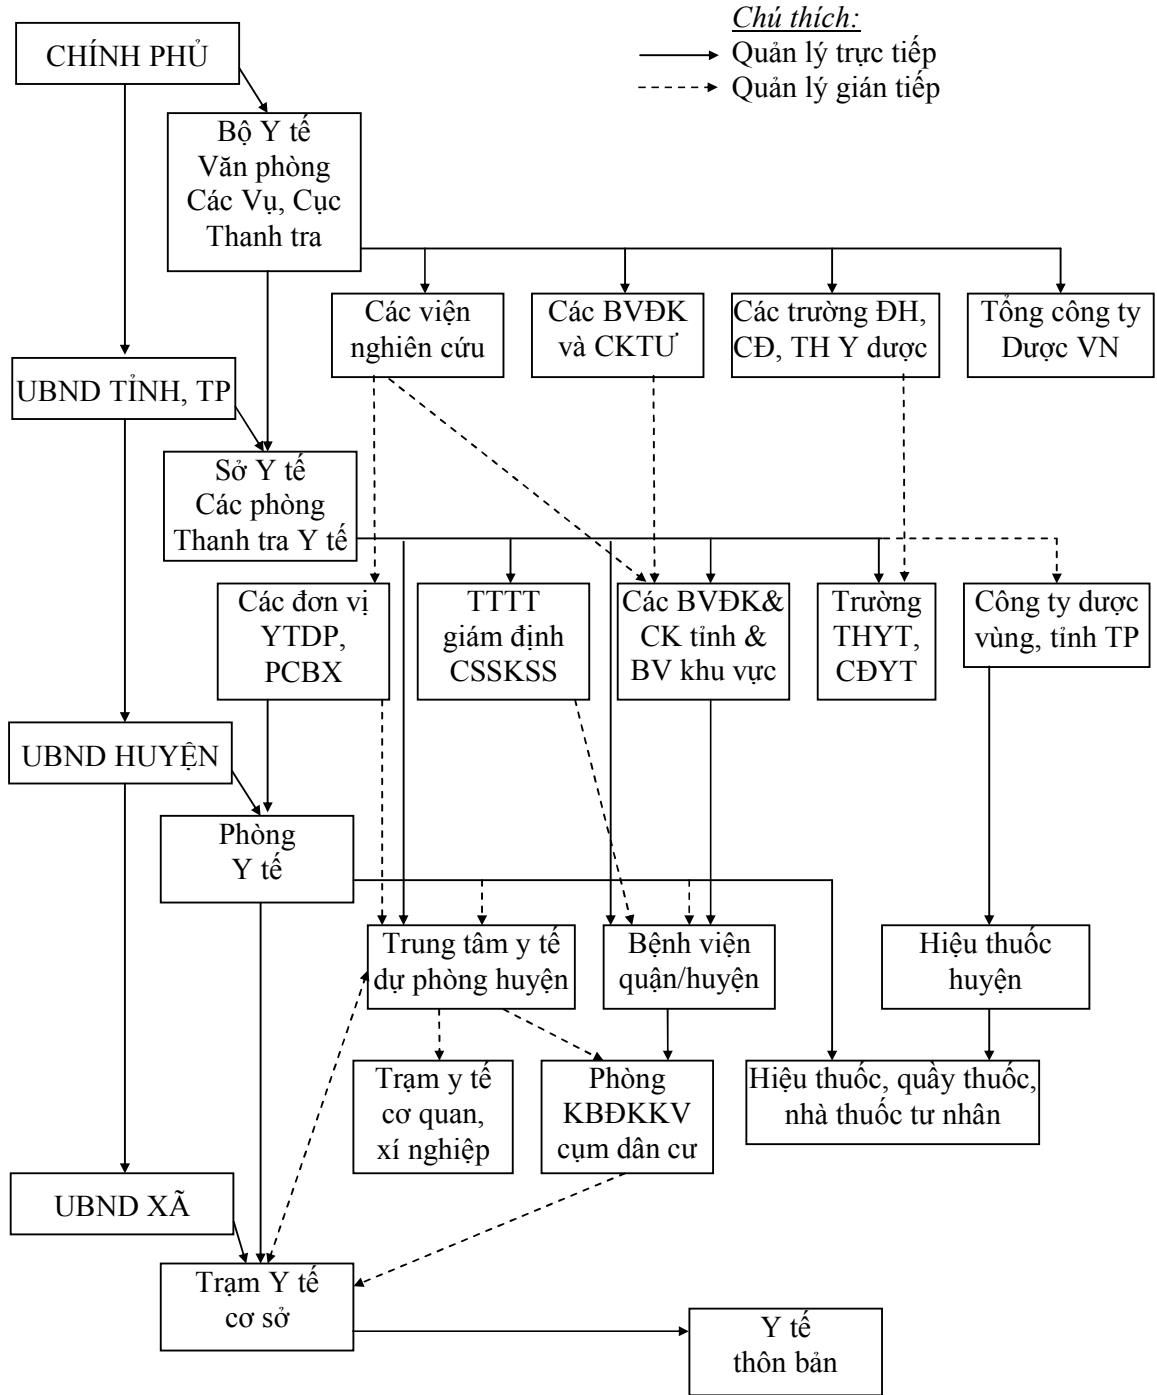 Chú thích:
Quản lý trực tiếp
Quản lý gián tiếp
CHÍNH PHỦ
Bộ Y tế
Văn phòng
Các Vụ, Cục
Thanh tra
Các viện
nghiên cứu
Các BVĐK
và CKTƯ
Các trường ĐH,
CĐ, TH Y dược
Tổng công ty
Dược VN
UBND TỈNH, TP
Sở Y tế
Các phòng
Thanh tra Y tế
Các đơn vị
YTDP,
PCBX
TTTT
giám định
CSSKSS
Các BVĐK&
CK tỉnh &
BV khu vực
Trường
THYT,
CĐYT
Công ty dược
vùng, tỉnh TP
UBND HUYỆN
Phòng
Y tế
Trung tâm y tế
dự phòng huyện
Bệnh viện
quận/huyện
Hiệu thuốc
huyện
Trạm y tế
cơ quan,
xí nghiệp
Phòng
KBĐKKV
cụm dân cư
Hiệu thuốc, quầy thuốc,
nhà thuốc tư nhân
UBND XÃ
Trạm Y tế
cơ sở
Y tế
thôn bản